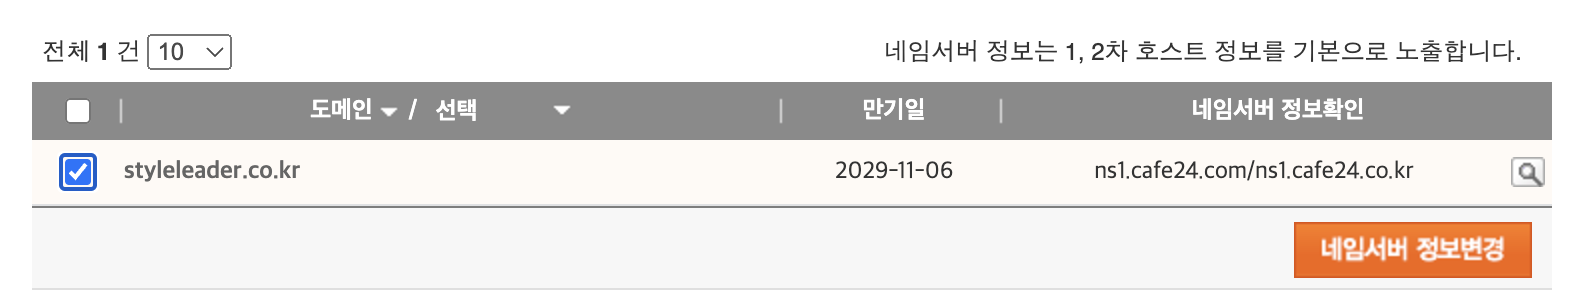 전체 1 건 10 네임서버 정보는 1, 2차 호스트 정보를 기본으로 노출합니다.
도메인 / 선택 만기일 네임서버 정보확인
styleleader.co.kr 2029-11-06 ns1.cafe24.com/ns1.cafe24.co.kr
네임서버 정보변경